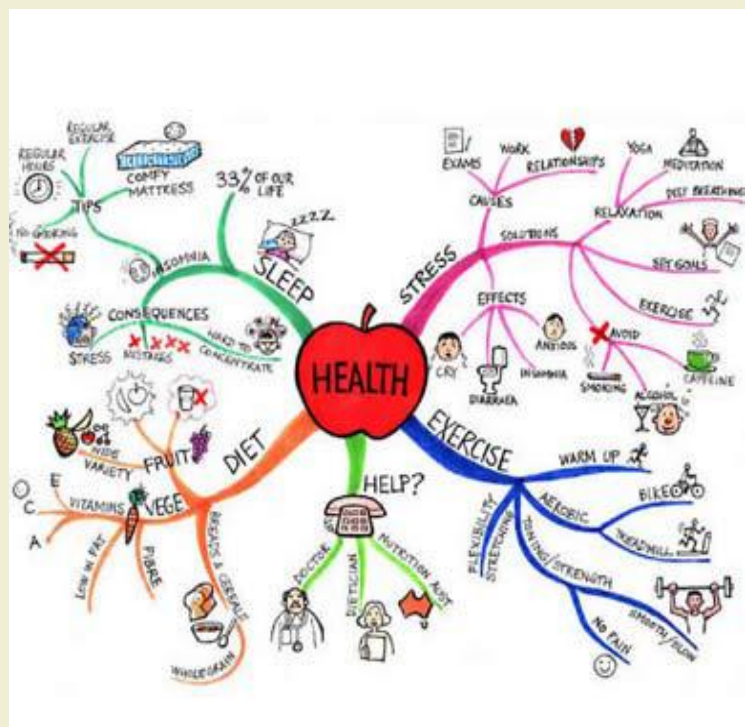 HEALTH
SLEEP
33% OF OUR
LIFE
ZZZZ
INSOMNIA
TIPS
REGULAR
HOURS
REGULAR EXERCISE
COMFY
MATTRESS
NO SMOKING
CONSEQUENCES
STRESS
MISTAKES
HARD TO
CONCENTRATE
STRESS
CAUSES
EXAMS
WORK
RELATIONSHIPS
SOLUTIONS
RELAXATION
YOGA
MEDITATION
DEEP BREATHING
SET GOALS
EXERCISE
AVOID
SMOKING
ALCOHOL
CAFFEINE
EFFECTS
CRY
DIARRHEA
INSOMNIA
ANXIOUS
EXERCISE
WARM UP
AEROBIC
BIKE
TREADMILL
TONING/STRENGTH
SMOOTH/SLOW
NO PAIN
FLEXIBILITY
STRETCHING
HELP?
DOCTOR
DIETICIAN
NUTRITION AUST
DIET
FRUIT
WIDE
VARIETY
VEGE
VITAMINS
E
C
A
LOW IN FAT
FIBRE
BREADS & CEREALS
WHOLEGRAIN